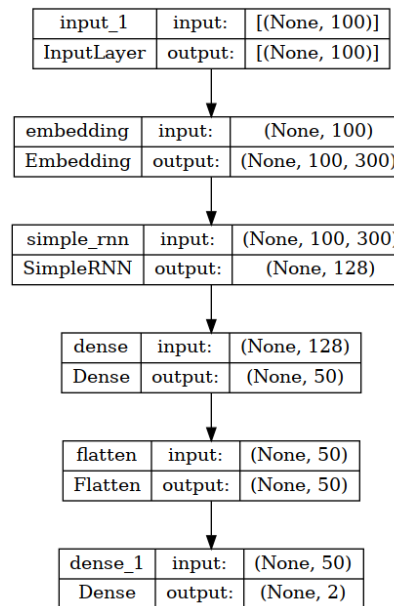 input_1 input: [(None, 100)]
InputLayer output: [(None, 100)]
embedding input: (None, 100)
Embedding output: (None, 100, 300)
simple_rnn input: (None, 100, 300)
SimpleRNN output: (None, 128)
dense input: (None, 128)
Dense output: (None, 50)
flatten input: (None, 50)
Flatten output: (None, 50)
dense_1 input: (None, 50)
Dense output: (None, 2)